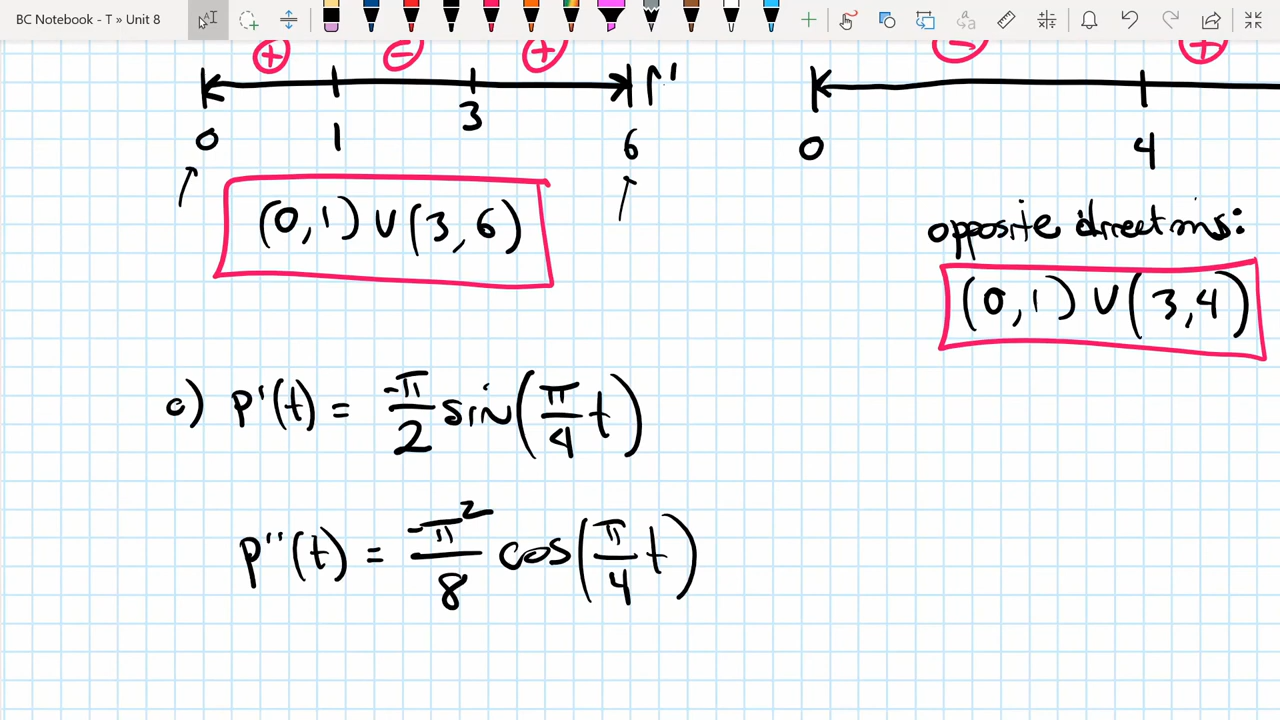 BC Notebook - T » Unit 8
+ − + r'
0 1 3 6
− +
0 4
(0,1) ∪ (3,6)
opposite directions:
(0,1) ∪ (3,4)
c) p'(t) = -π/2 sin(π/4 t)
p''(t) = -π²/8 cos(π/4 t)